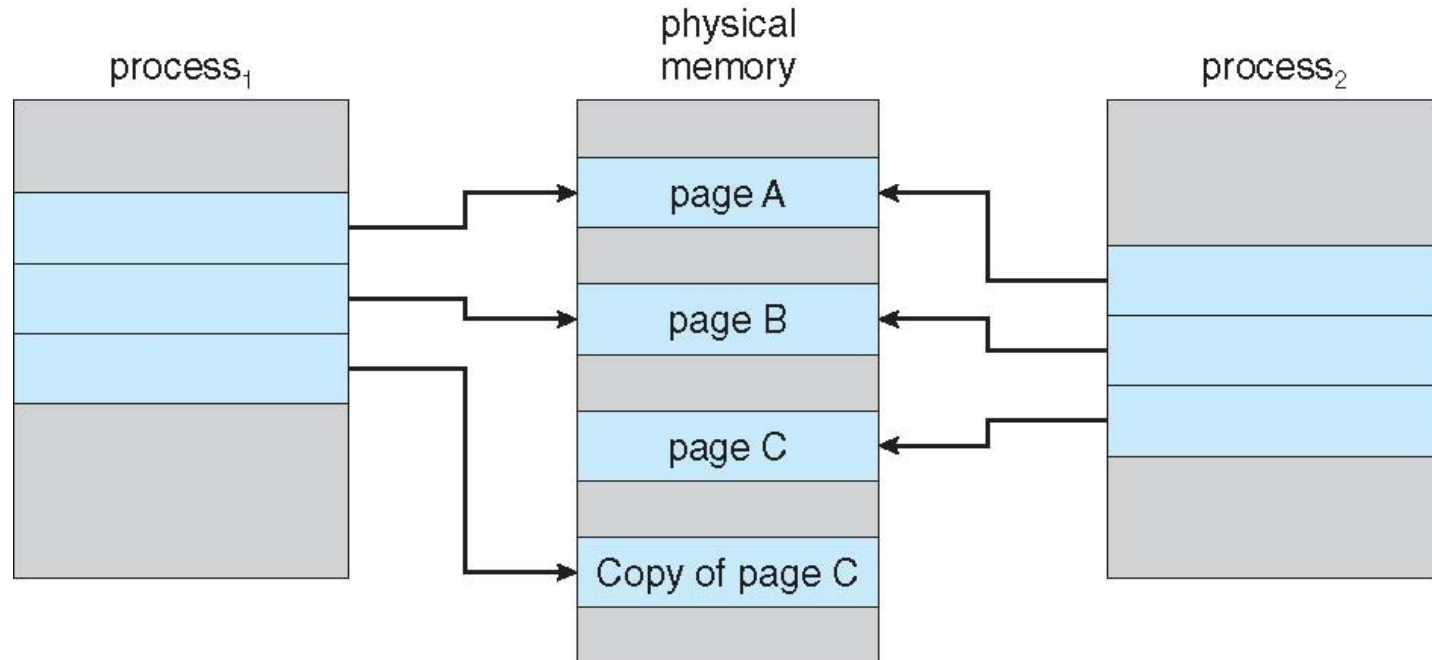 process₁
physical
memory
process₂
page A
page B
page C
Copy of page C